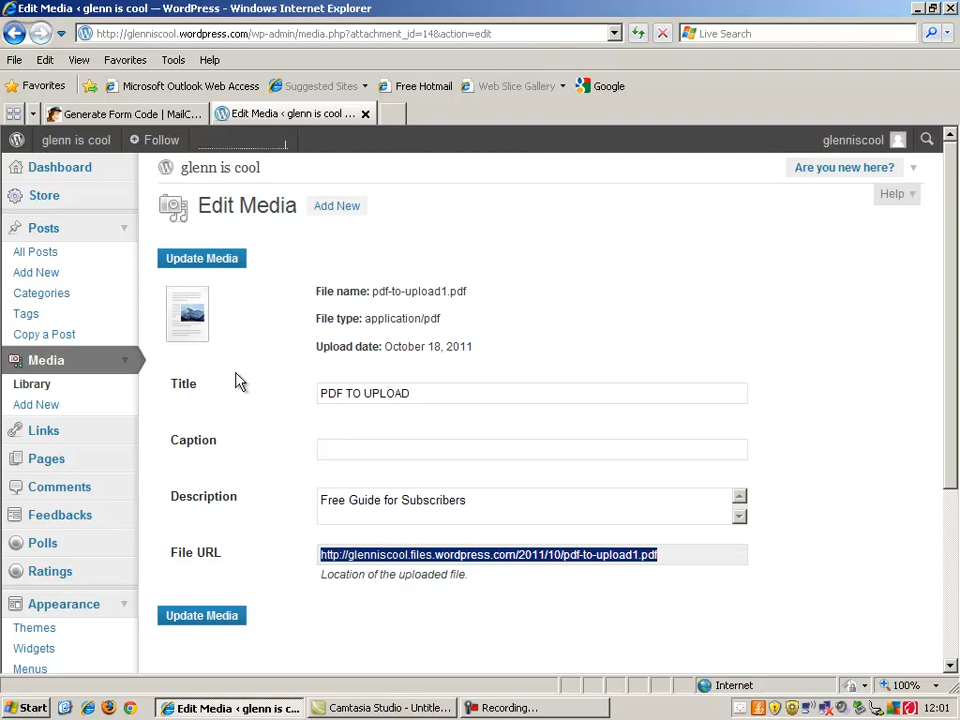 Edit Media ‹ glenn is cool — WordPress - Windows Internet Explorer
http://glenniscool.wordpress.com/wp-admin/media.php?attachment_id=14&action=edit
Live Search
File Edit View Favorites Tools Help
Favorites Microsoft Outlook Web Access Suggested Sites Free Hotmail Web Slice Gallery Google
Generate Form Code | MailC... Edit Media ‹ glenn is cool ...
glenn is cool Follow glenniscool
Dashboard
Store
Posts
All Posts
Add New
Categories
Tags
Copy a Post
Media
Library
Add New
Links
Pages
Comments
Feedbacks
Polls
Ratings
Appearance
Themes
Widgets
Menus
glenn is cool
Are you new here?
Help
Edit Media Add New
Update Media
File name: pdf-to-upload1.pdf
File type: application/pdf
Upload date: October 18, 2011
Title PDF TO UPLOAD
Caption
Description Free Guide for Subscribers
File URL http://glenniscool.files.wordpress.com/2011/10/pdf-to-upload1.pdf
Location of the uploaded file.
Update Media
Internet 100%
Start Edit Media ‹ glenn is c... Camtasia Studio - Untitle... Recording... 12:01